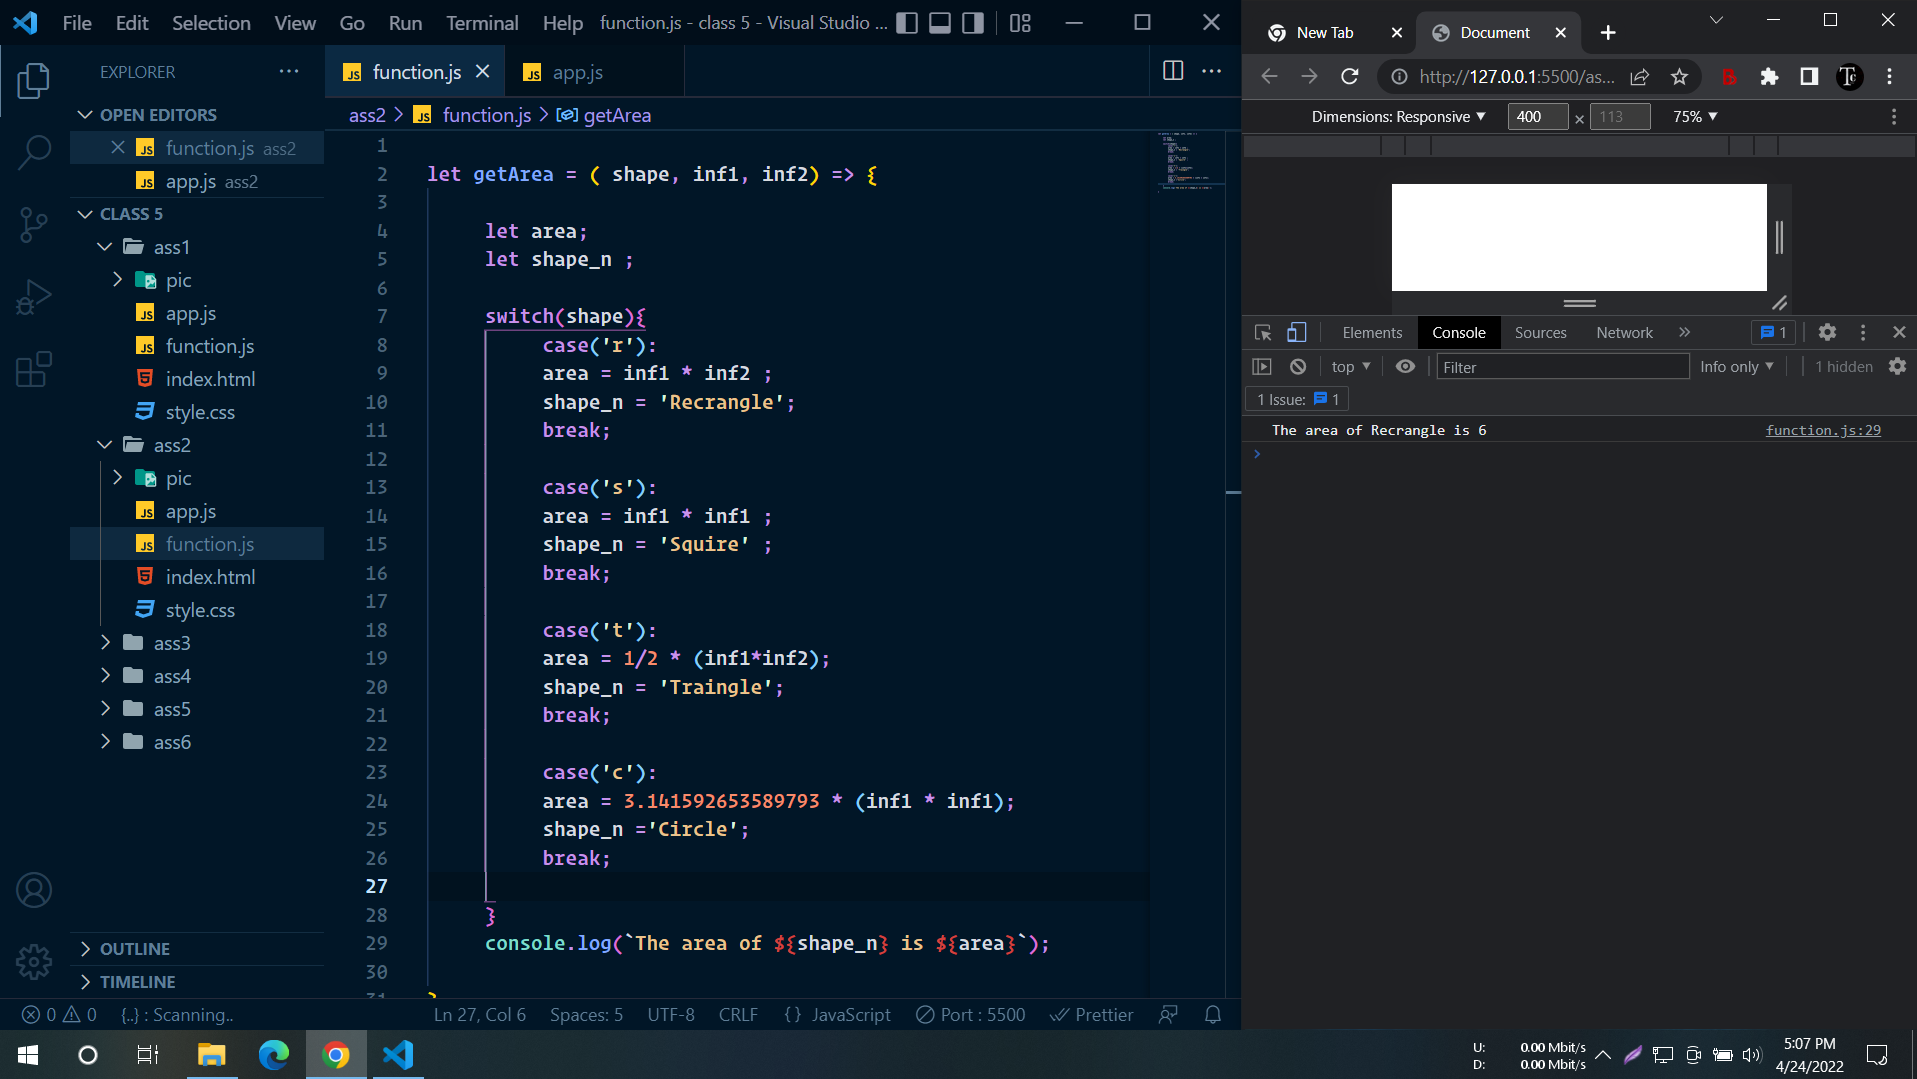 File Edit Selection View Go Run Terminal Help function.js - class 5 - Visual Studio ...
EXPLORER ...
OPEN EDITORS
function.js ass2
app.js ass2
CLASS 5
ass1
pic
app.js
function.js
index.html
style.css
ass2
pic
app.js
function.js
index.html
style.css
ass3
ass4
ass5
ass6
OUTLINE
TIMELINE
function.js app.js
ass2 > function.js > getArea
1
2 let getArea = ( shape, inf1, inf2) => {
3
4 let area;
5 let shape_n ;
6
7 switch(shape){
8 case('r'):
9 area = inf1 * inf2 ;
10 shape_n = 'Recrangle';
11 break;
12
13 case('s'):
14 area = inf1 * inf1 ;
15 shape_n = 'Squire' ;
16 break;
17
18 case('t'):
19 area = 1/2 * (inf1*inf2);
20 shape_n = 'Traingle';
21 break;
22
23 case('c'):
24 area = 3.141592653589793 * (inf1 * inf1);
25 shape_n ='Circle';
26 break;
27
28 }
29 console.log(`The area of ${shape_n} is ${area}`);
30
31 }
0 0 {..} : Scanning.. Ln 27, Col 6 Spaces: 5 UTF-8 CRLF {} JavaScript Port : 5500 Prettier
New Tab Document
http://127.0.0.1:5500/as...
Dimensions: Responsive 400 × 113 75%
Elements Console Sources Network » 1
top Filter Info only 1 hidden
1 Issue: 1
The area of Recrangle is 6 function.js:29
U: 0.00 Mbit/s
D: 0.00 Mbit/s
5:07 PM
4/24/2022